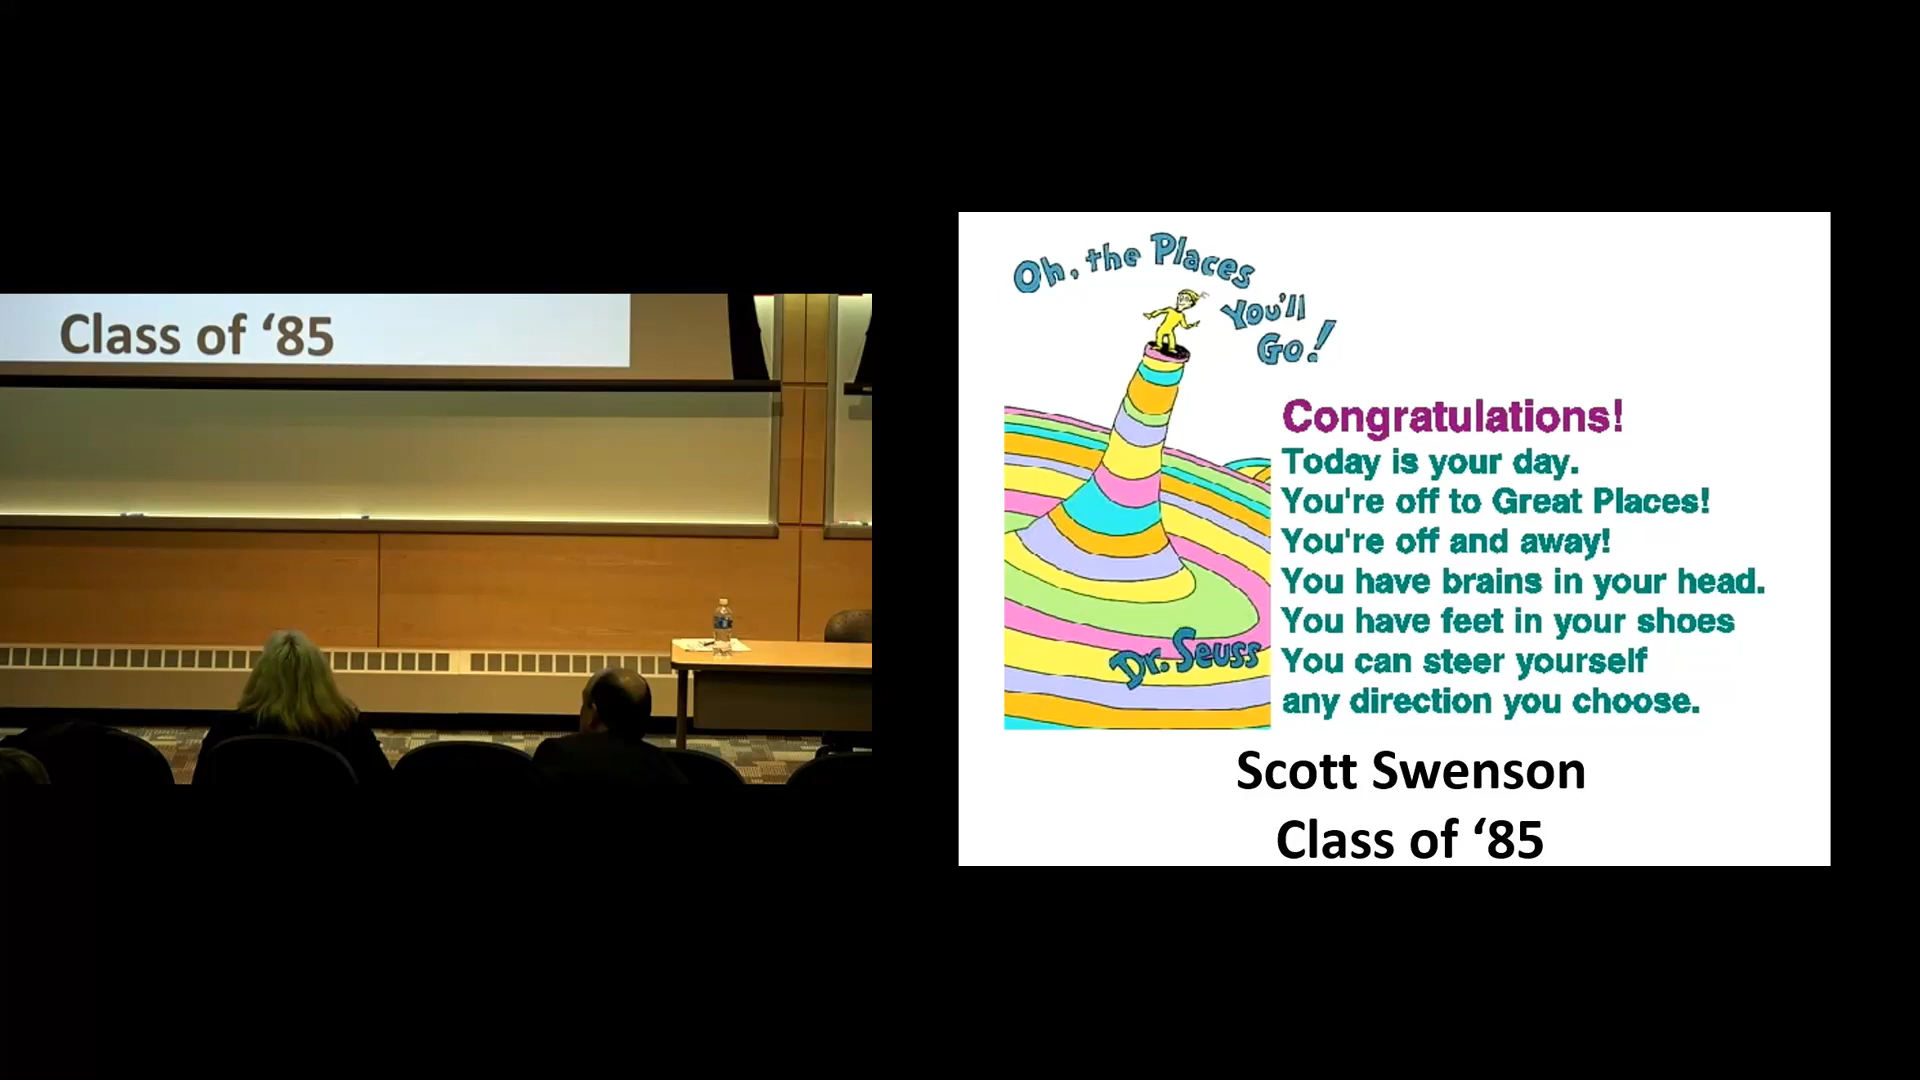 Class of ‘85
Oh, the Places
You'll
Go!
Congratulations!
Today is your day.
You're off to Great Places!
You're off and away!
You have brains in your head.
You have feet in your shoes
You can steer yourself
any direction you choose.
Dr. Seuss
Scott Swenson
Class of ‘85